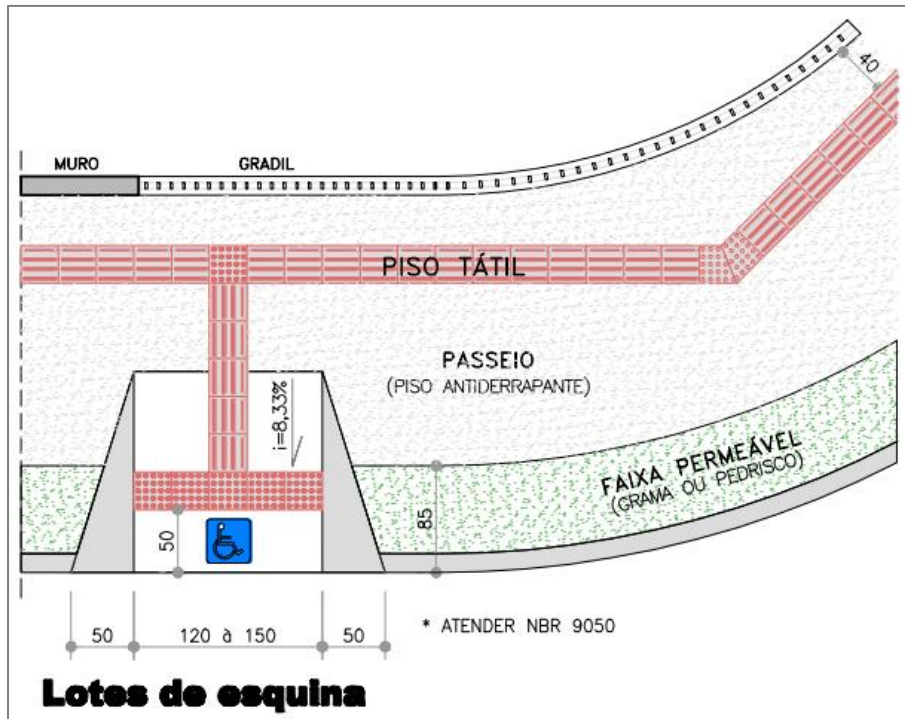 40
MURO
GRADIL
PISO TÁTIL
PASSEIO
(PISO ANTIDERRAPANTE)
i=8,33%
FAIXA PERMEÁVEL
(GRAMA OU PEDRISCO)
85
50
50
120 à 150
50
* ATENDER NBR 9050
Lotes de esquina